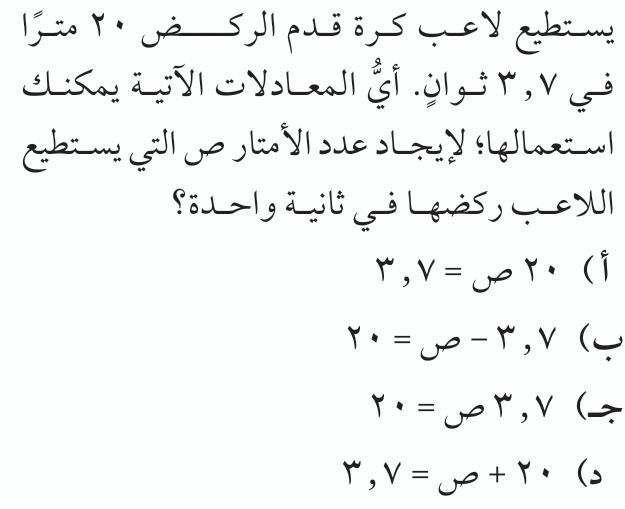 يستطيع لاعب كرة قدم الركض ٢٠ مترًا
في ٣,٧ ثوانٍ. أيُّ المعادلات الآتية يمكنك
استعمالها؛ لإيجاد عدد الأمتار ص التي يستطيع
اللاعب ركضها في ثانية واحدة؟
أ) ٢٠ ص = ٣,٧
ب) ٣,٧ − ص = ٢٠
جـ) ٣,٧ ص = ٢٠
د) ٢٠ + ص = ٣,٧